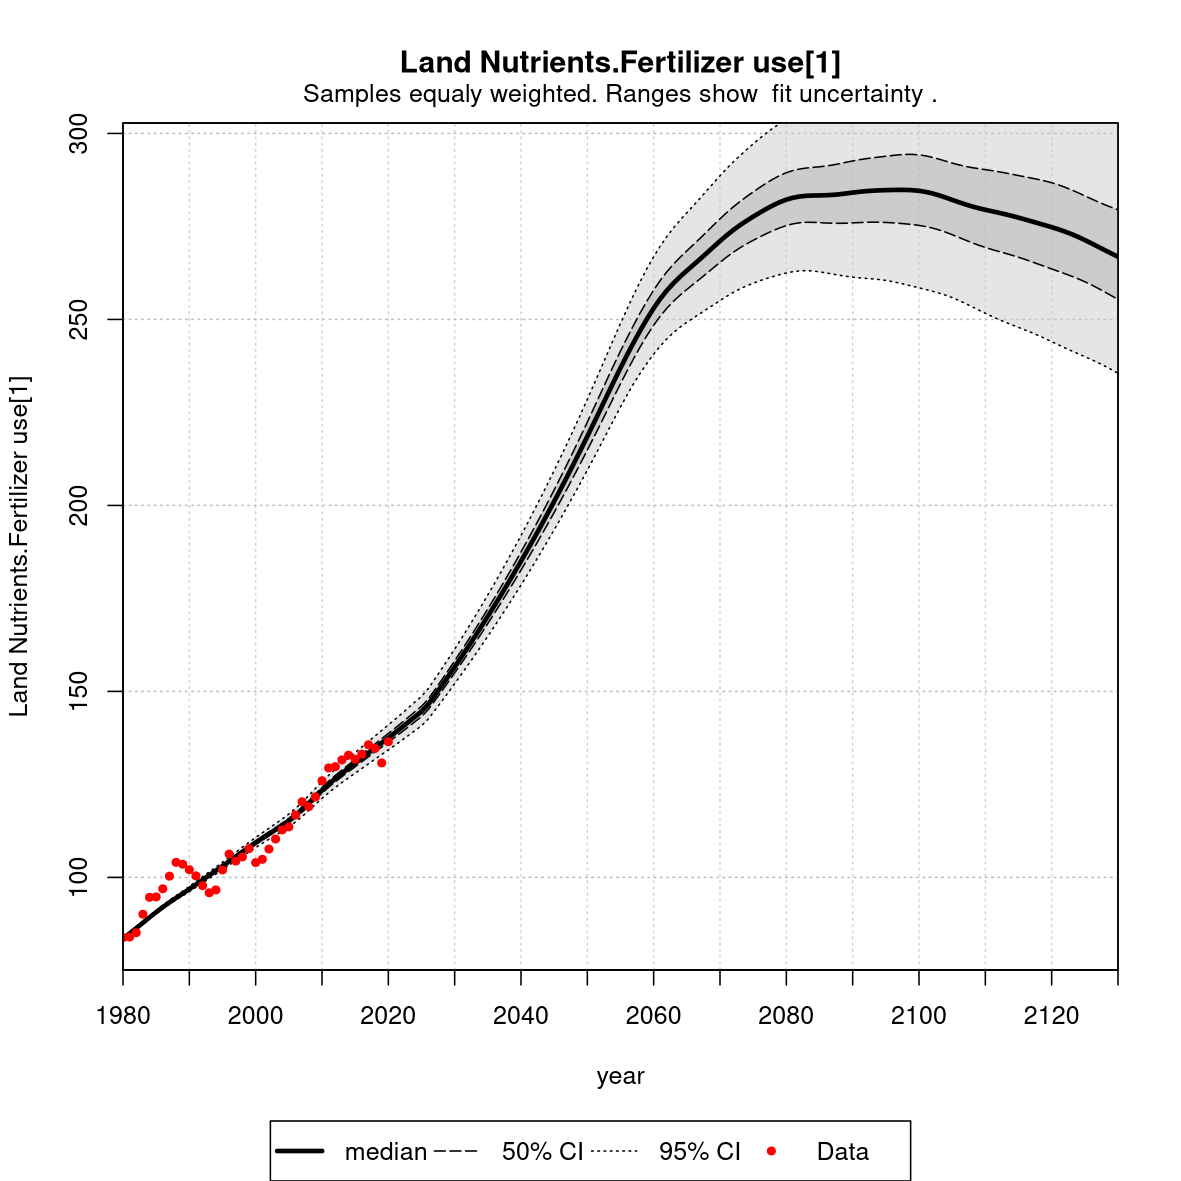 Land Nutrients.Fertilizer use[1]
Samples equaly weighted. Ranges show  fit uncertainty .
Land Nutrients.Fertilizer use[1]
300
250
200
150
100
1980 2000 2020 2040 2060 2080 2100 2120
year
median 50% CI 95% CI Data